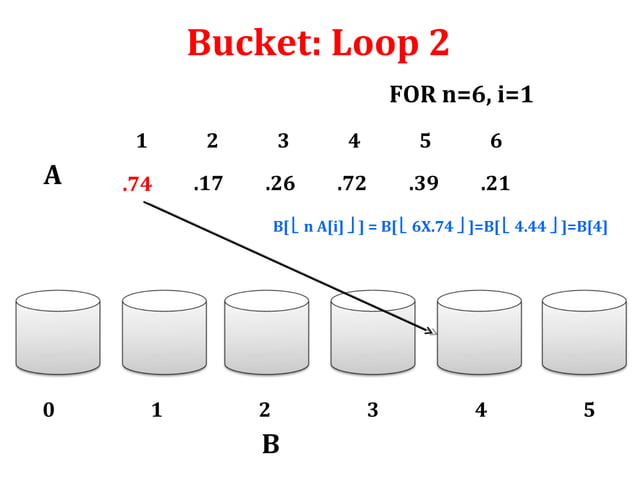 Bucket: Loop 2
FOR n=6, i=1
1 2 3 4 5 6
A .74 .17 .26 .72 .39 .21
B[⎣ n A[i] ⎦ ] = B[⎣ 6X.74 ⎦ ]=B[⎣ 4.44 ⎦ ]=B[4]
0 1 2 3 4 5
B